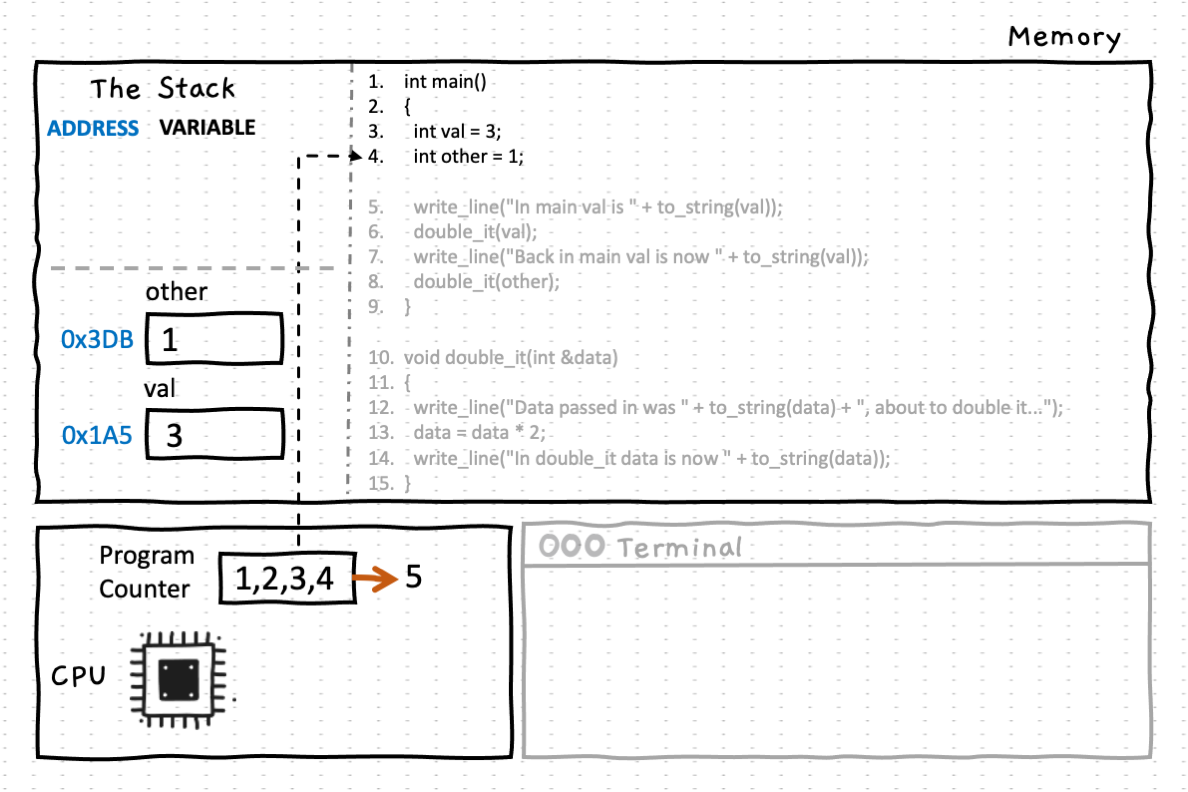 Memory
The Stack
ADDRESS VARIABLE
other
0x3DB 1
val
0x1A5 3
1. int main()
2. {
3. int val = 3;
4. int other = 1;
5. write_line("In main val is " + to_string(val));
6. double_it(val);
7. write_line("Back in main val is now " + to_string(val));
8. double_it(other);
9. }
10. void double_it(int &data)
11. {
12. write_line("Data passed in was " + to_string(data) + ", about to double it...");
13. data = data * 2;
14. write_line("In double_it data is now " + to_string(data));
15. }
Program
Counter
1,2,3,4 5
CPU
Terminal